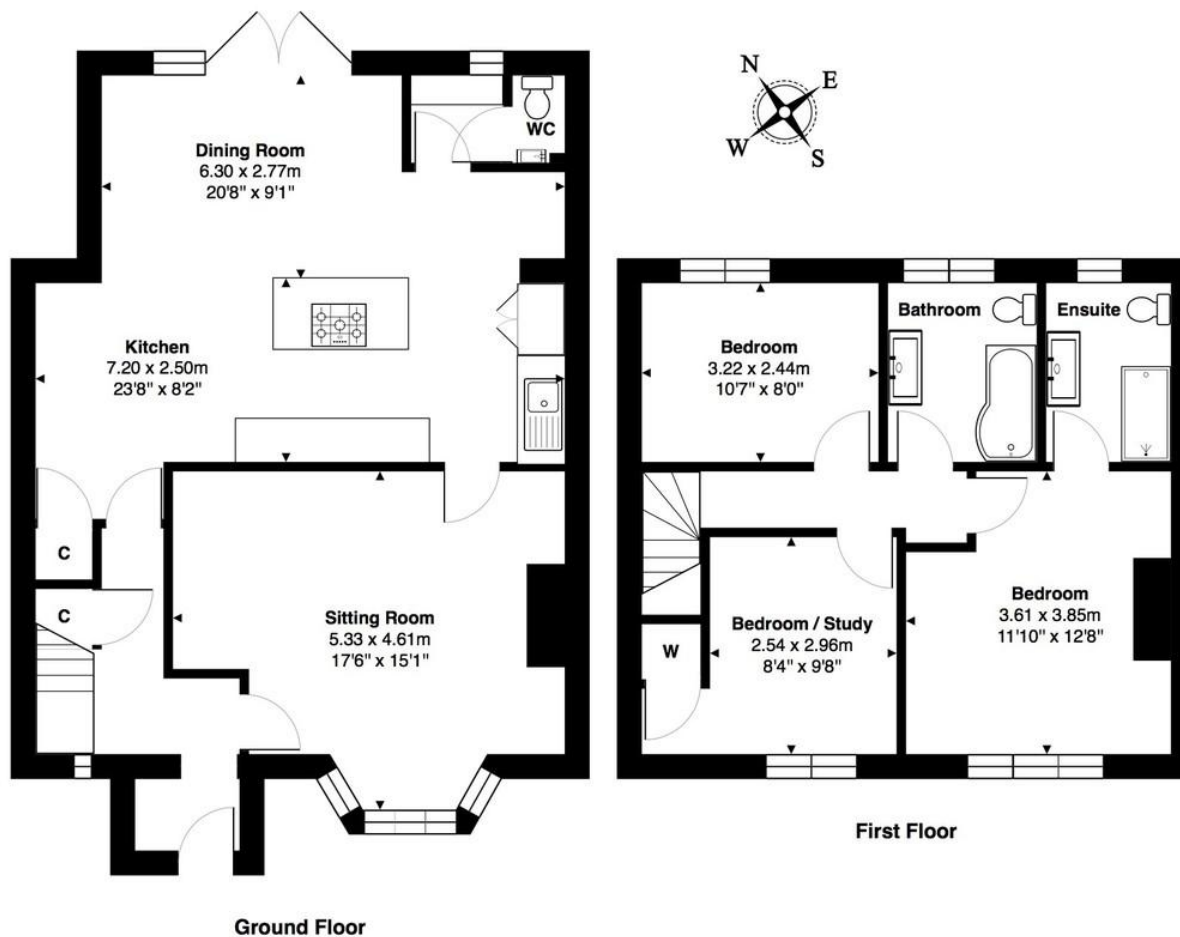 N
E
W
S
WC
Dining Room
6.30 x 2.77m
20'8" x 9'1"
Kitchen
7.20 x 2.50m
23'8" x 8'2"
C
C
Sitting Room
5.33 x 4.61m
17'6" x 15'1"
Ground Floor
Bedroom
3.22 x 2.44m
10'7" x 8'0"
Bathroom
Ensuite
Bedroom / Study
2.54 x 2.96m
8'4" x 9'8"
W
Bedroom
3.61 x 3.85m
11'10" x 12'8"
First Floor